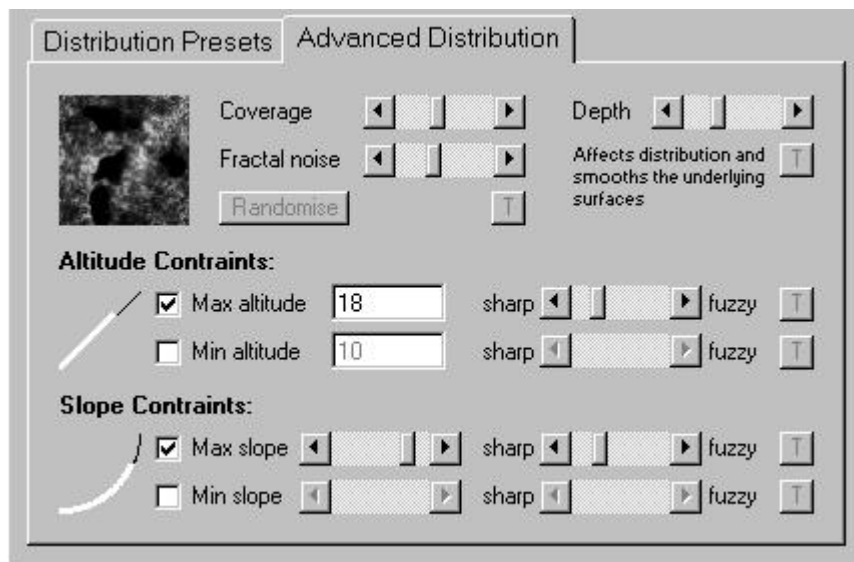 Distribution Presets Advanced Distribution
Coverage Depth
Fractal noise Affects distribution and T
smooths the underlying
surfaces
Randomise T
Altitude Contraints:
Max altitude 18 sharp fuzzy T
Min altitude 10 sharp fuzzy T
Slope Contraints:
Max slope sharp fuzzy T
Min slope sharp fuzzy T